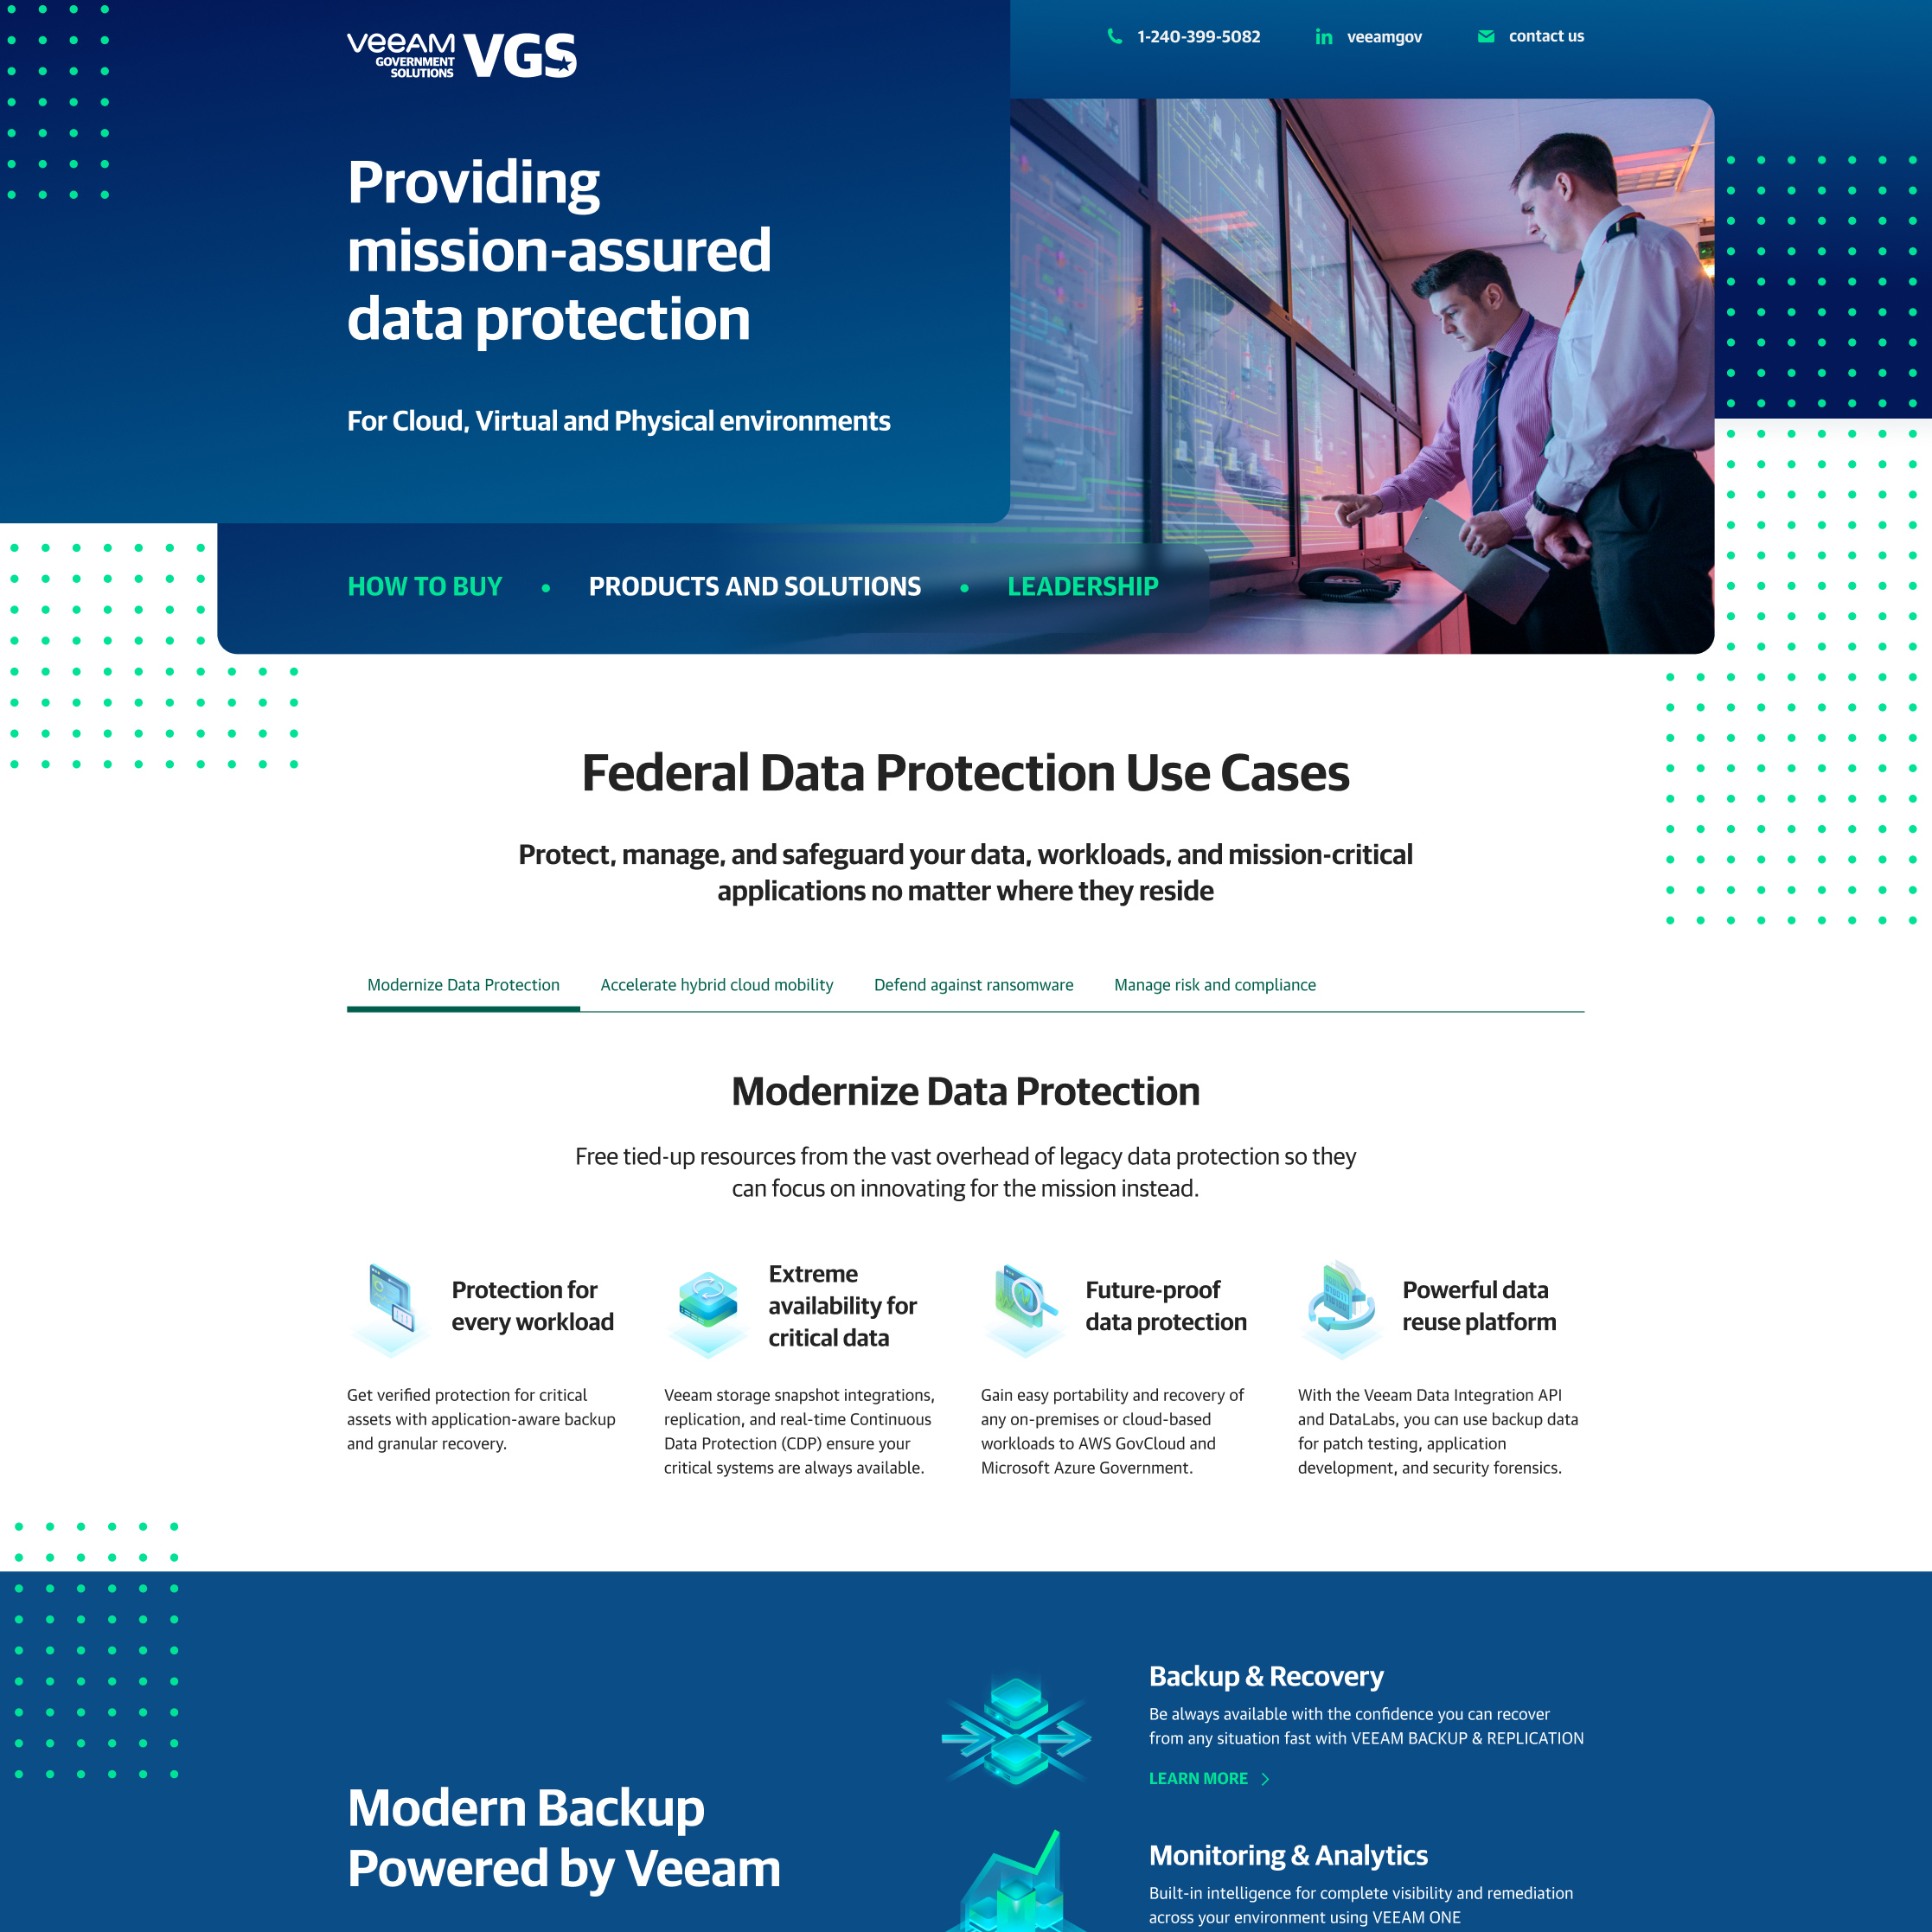 veeAM
GOVERNMENT
SOLUTIONS
VGS
1-240-399-5082
in veeamgov
contact us
Providing
mission-assured
data protection
For Cloud, Virtual and Physical environments
HOW TO BUY • PRODUCTS AND SOLUTIONS • LEADERSHIP
Federal Data Protection Use Cases
Protect, manage, and safeguard your data, workloads, and mission-critical
applications no matter where they reside
Modernize Data Protection
Accelerate hybrid cloud mobility
Defend against ransomware
Manage risk and compliance
Modernize Data Protection
Free tied-up resources from the vast overhead of legacy data protection so they
can focus on innovating for the mission instead.
Protection for
every workload
Get verified protection for critical
assets with application-aware backup
and granular recovery.
Extreme
availability for
critical data
Veeam storage snapshot integrations,
replication, and real-time Continuous
Data Protection (CDP) ensure your
critical systems are always available.
Future-proof
data protection
Gain easy portability and recovery of
any on-premises or cloud-based
workloads to AWS GovCloud and
Microsoft Azure Government.
Powerful data
reuse platform
With the Veeam Data Integration API
and DataLabs, you can use backup data
for patch testing, application
development, and security forensics.
Modern Backup
Powered by Veeam
Backup & Recovery
Be always available with the confidence you can recover
from any situation fast with VEEAM BACKUP & REPLICATION
LEARN MORE
Monitoring & Analytics
Built-in intelligence for complete visibility and remediation
across your environment using VEEAM ONE